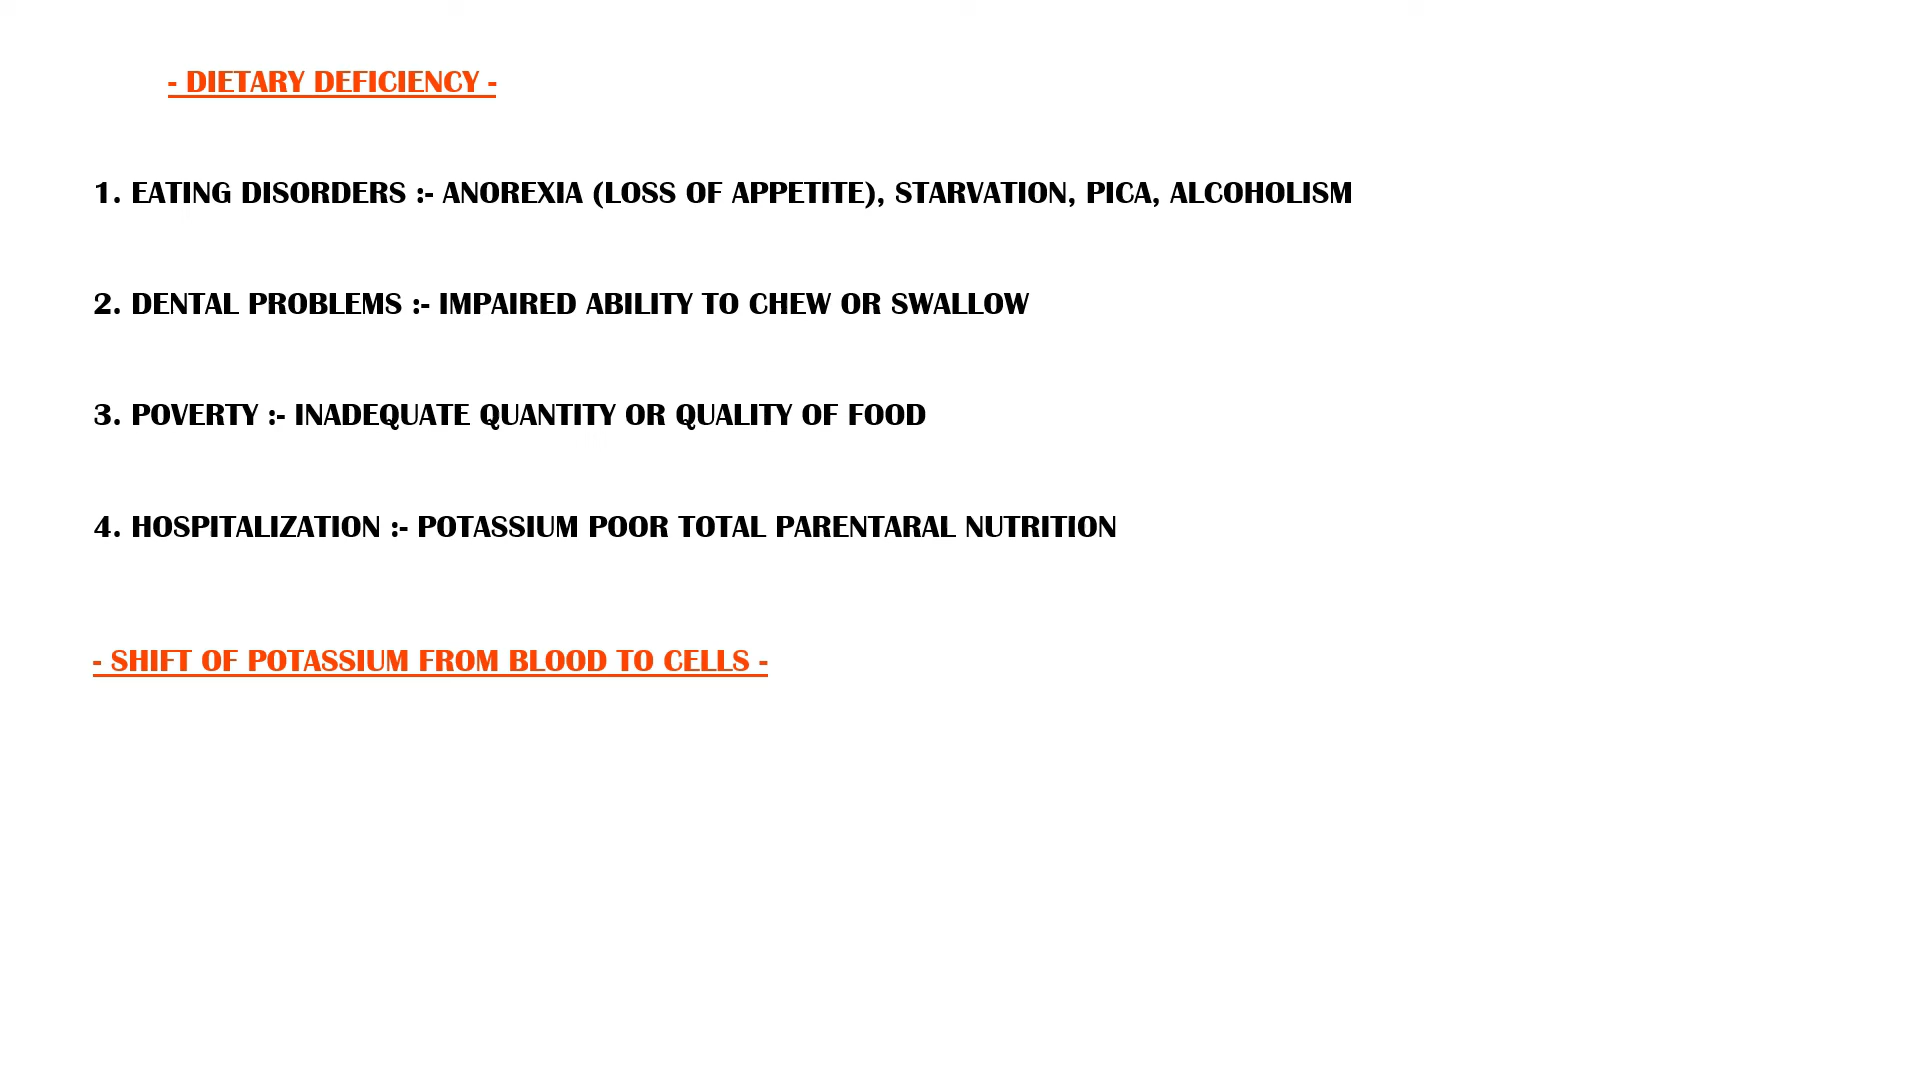 - DIETARY DEFICIENCY -
1. EATING DISORDERS :- ANOREXIA (LOSS OF APPETITE), STARVATION, PICA, ALCOHOLISM
2. DENTAL PROBLEMS :- IMPAIRED ABILITY TO CHEW OR SWALLOW
3. POVERTY :- INADEQUATE QUANTITY OR QUALITY OF FOOD
4. HOSPITALIZATION :- POTASSIUM POOR TOTAL PARENTARAL NUTRITION
- SHIFT OF POTASSIUM FROM BLOOD TO CELLS -